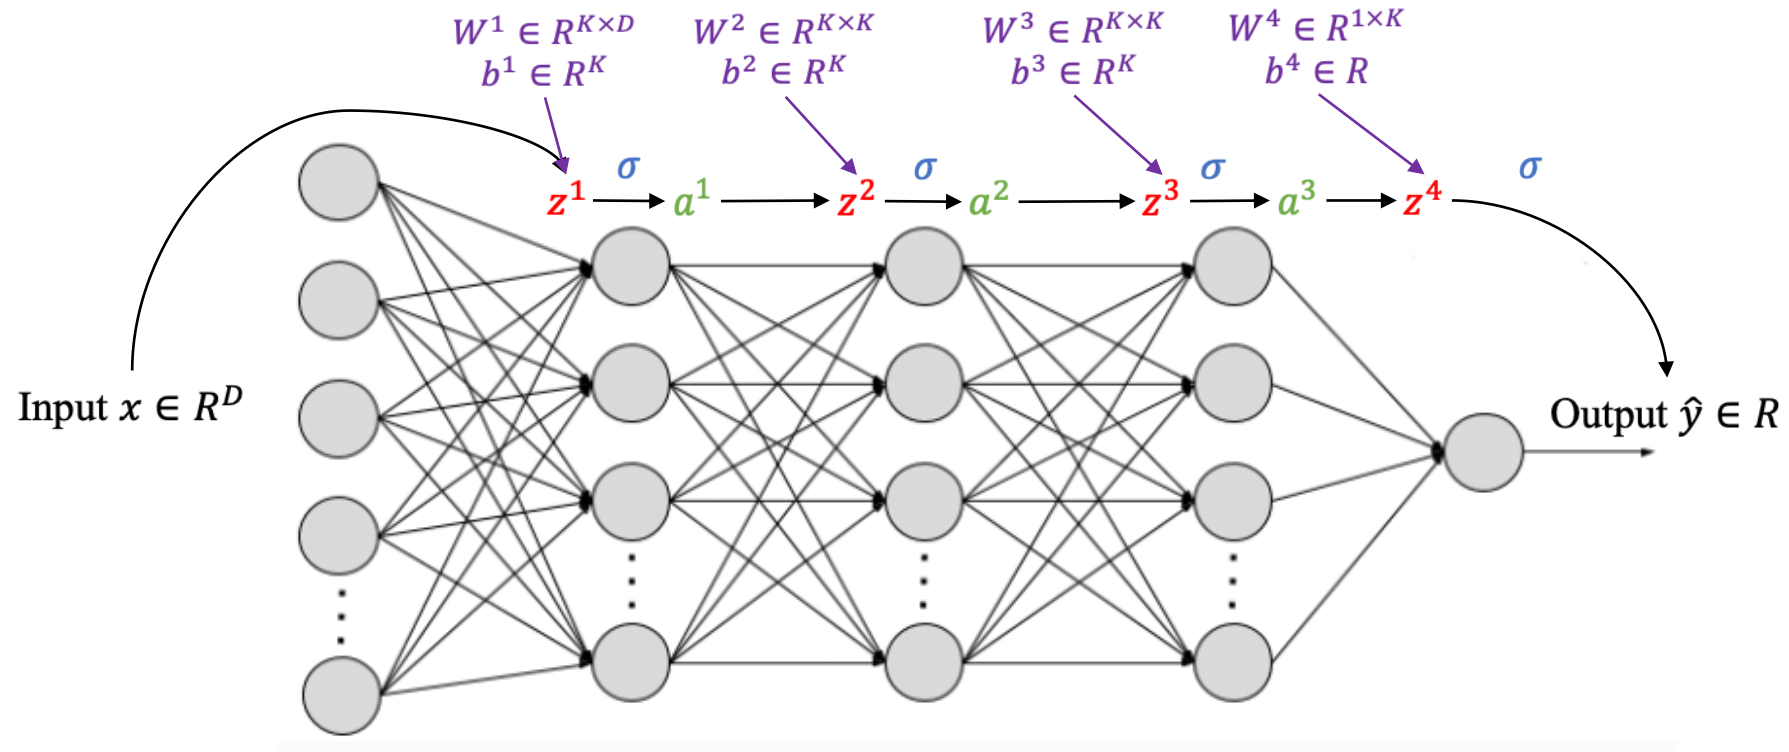 W¹ ∈ R^{K×D}
b¹ ∈ R^K
W² ∈ R^{K×K}
b² ∈ R^K
W³ ∈ R^{K×K}
b³ ∈ R^K
W⁴ ∈ R^{1×K}
b⁴ ∈ R
σ σ σ σ
z¹ a¹ z² a² z³ a³ z⁴
Input x ∈ R^D
Output ŷ ∈ R